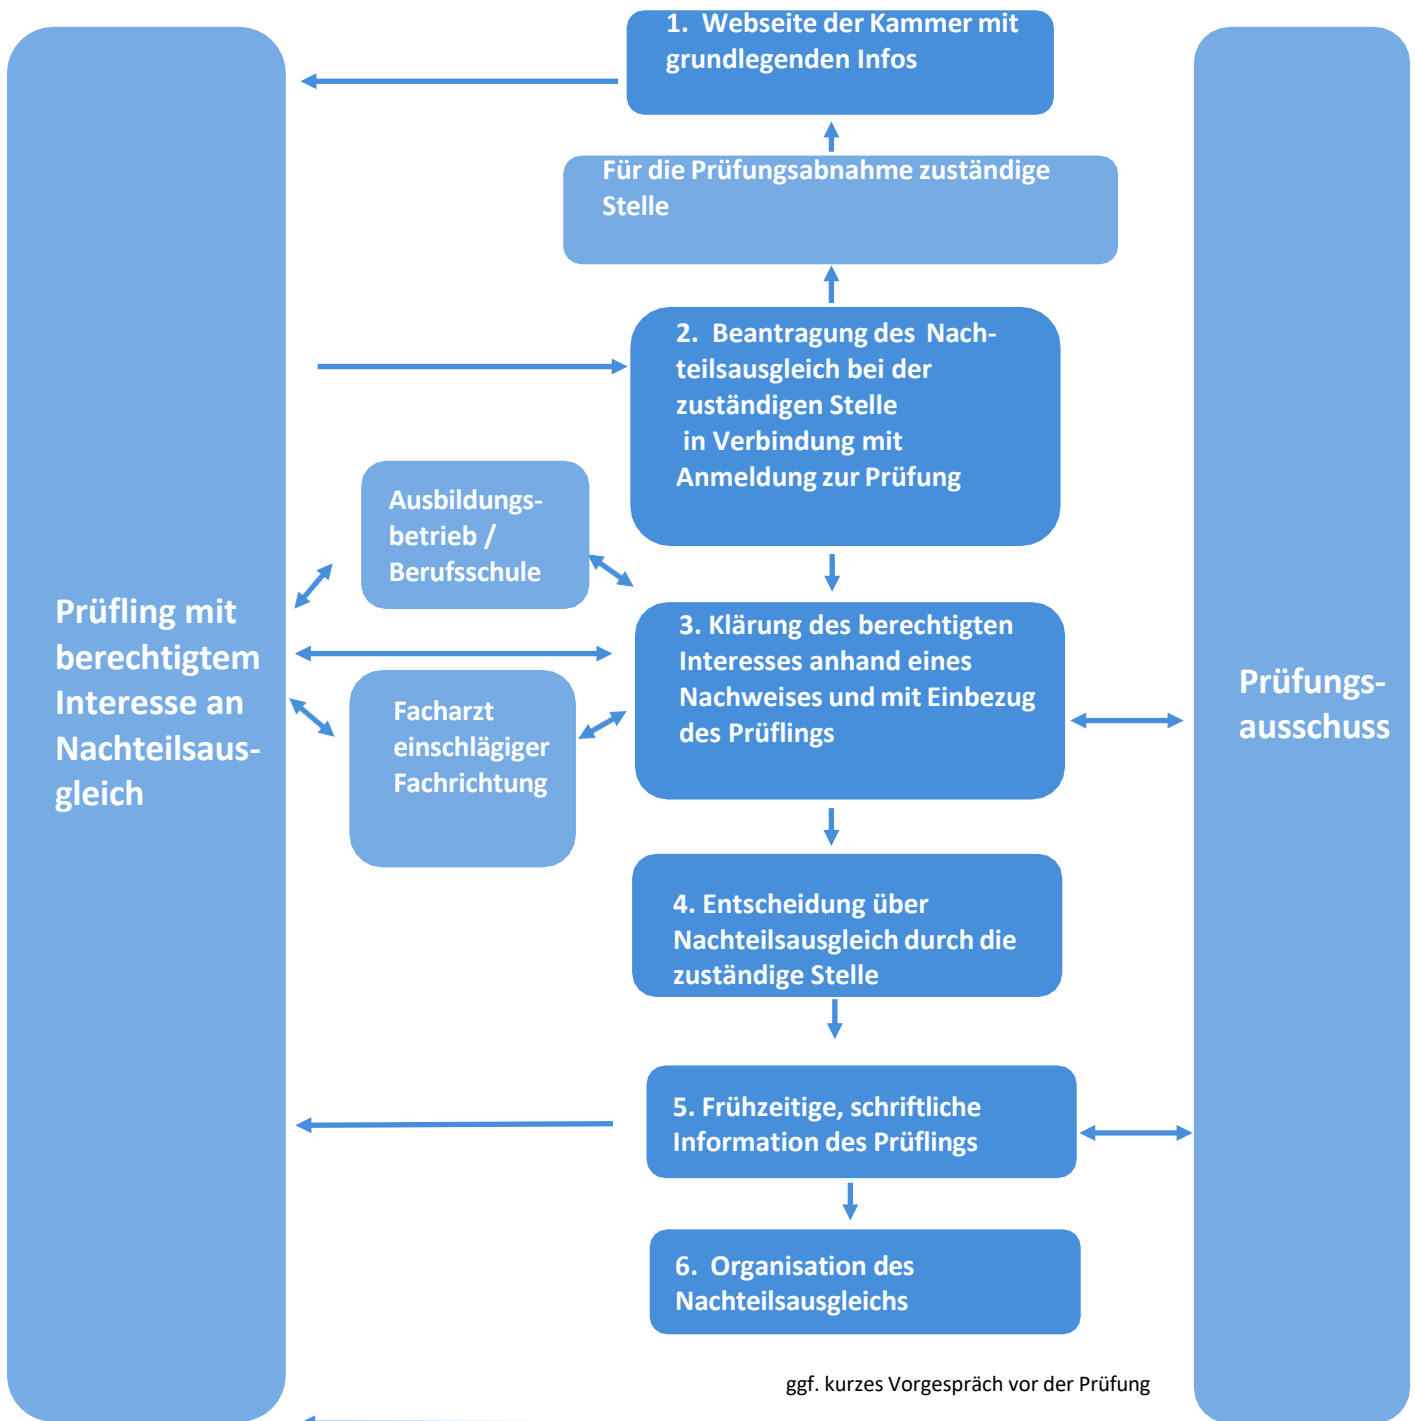 1. Webseite der Kammer mit
grundlegenden Infos
Für die Prüfungsabnahme zuständige
Stelle
2. Beantragung des Nach-
teilsausgleich bei der
zuständigen Stelle
in Verbindung mit
Anmeldung zur Prüfung
Ausbildungs-
betrieb /
Berufsschule
Prüfling mit
berechtigtem
Interesse an
Nachteilsaus-
gleich
3. Klärung des berechtigten
Interesses anhand eines
Nachweises und mit Einbezug
des Prüflings
Facharzt
einschlägiger
Fachrichtung
Prüfungs-
ausschuss
4. Entscheidung über
Nachteilsausgleich durch die
zuständige Stelle
5. Frühzeitige, schriftliche
Information des Prüflings
6. Organisation des
Nachteilsausgleichs
ggf. kurzes Vorgespräch vor der Prüfung